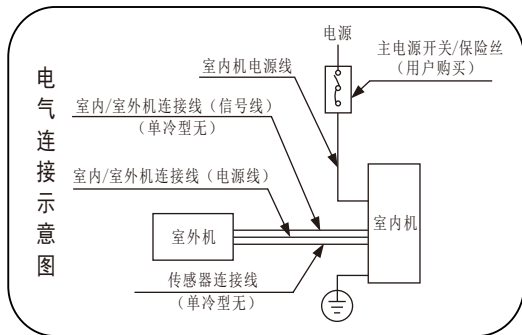 电气连接示意图
电源
主电源开关/保险丝
（用户购买）
室内机电源线
室内/室外机连接线（信号线）
（单冷型无）
室内/室外机连接线（电源线）
室外机
室内机
传感器连接线
（单冷型无）